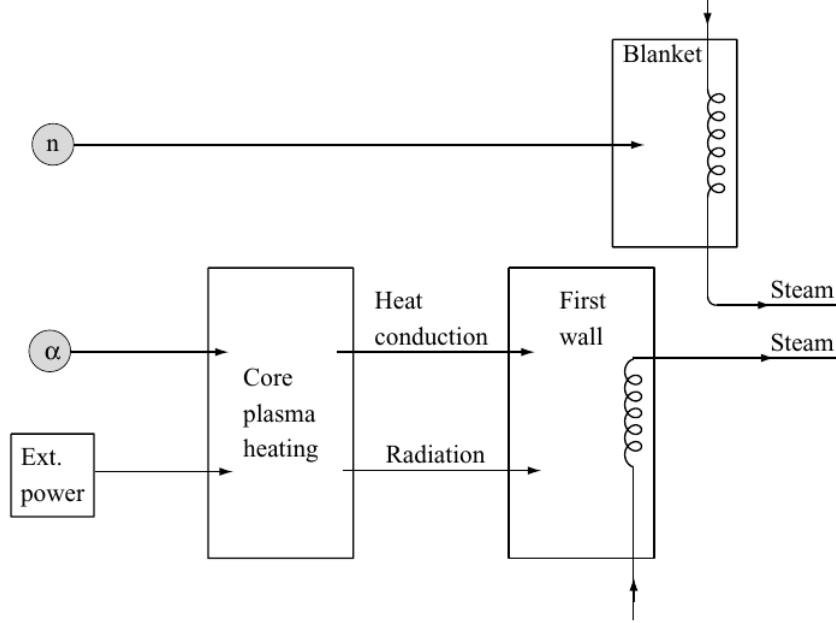 Blanket
n
Steam
Heat
conduction
First
wall
Steam
α
Core
plasma
heating
Radiation
Ext.
power